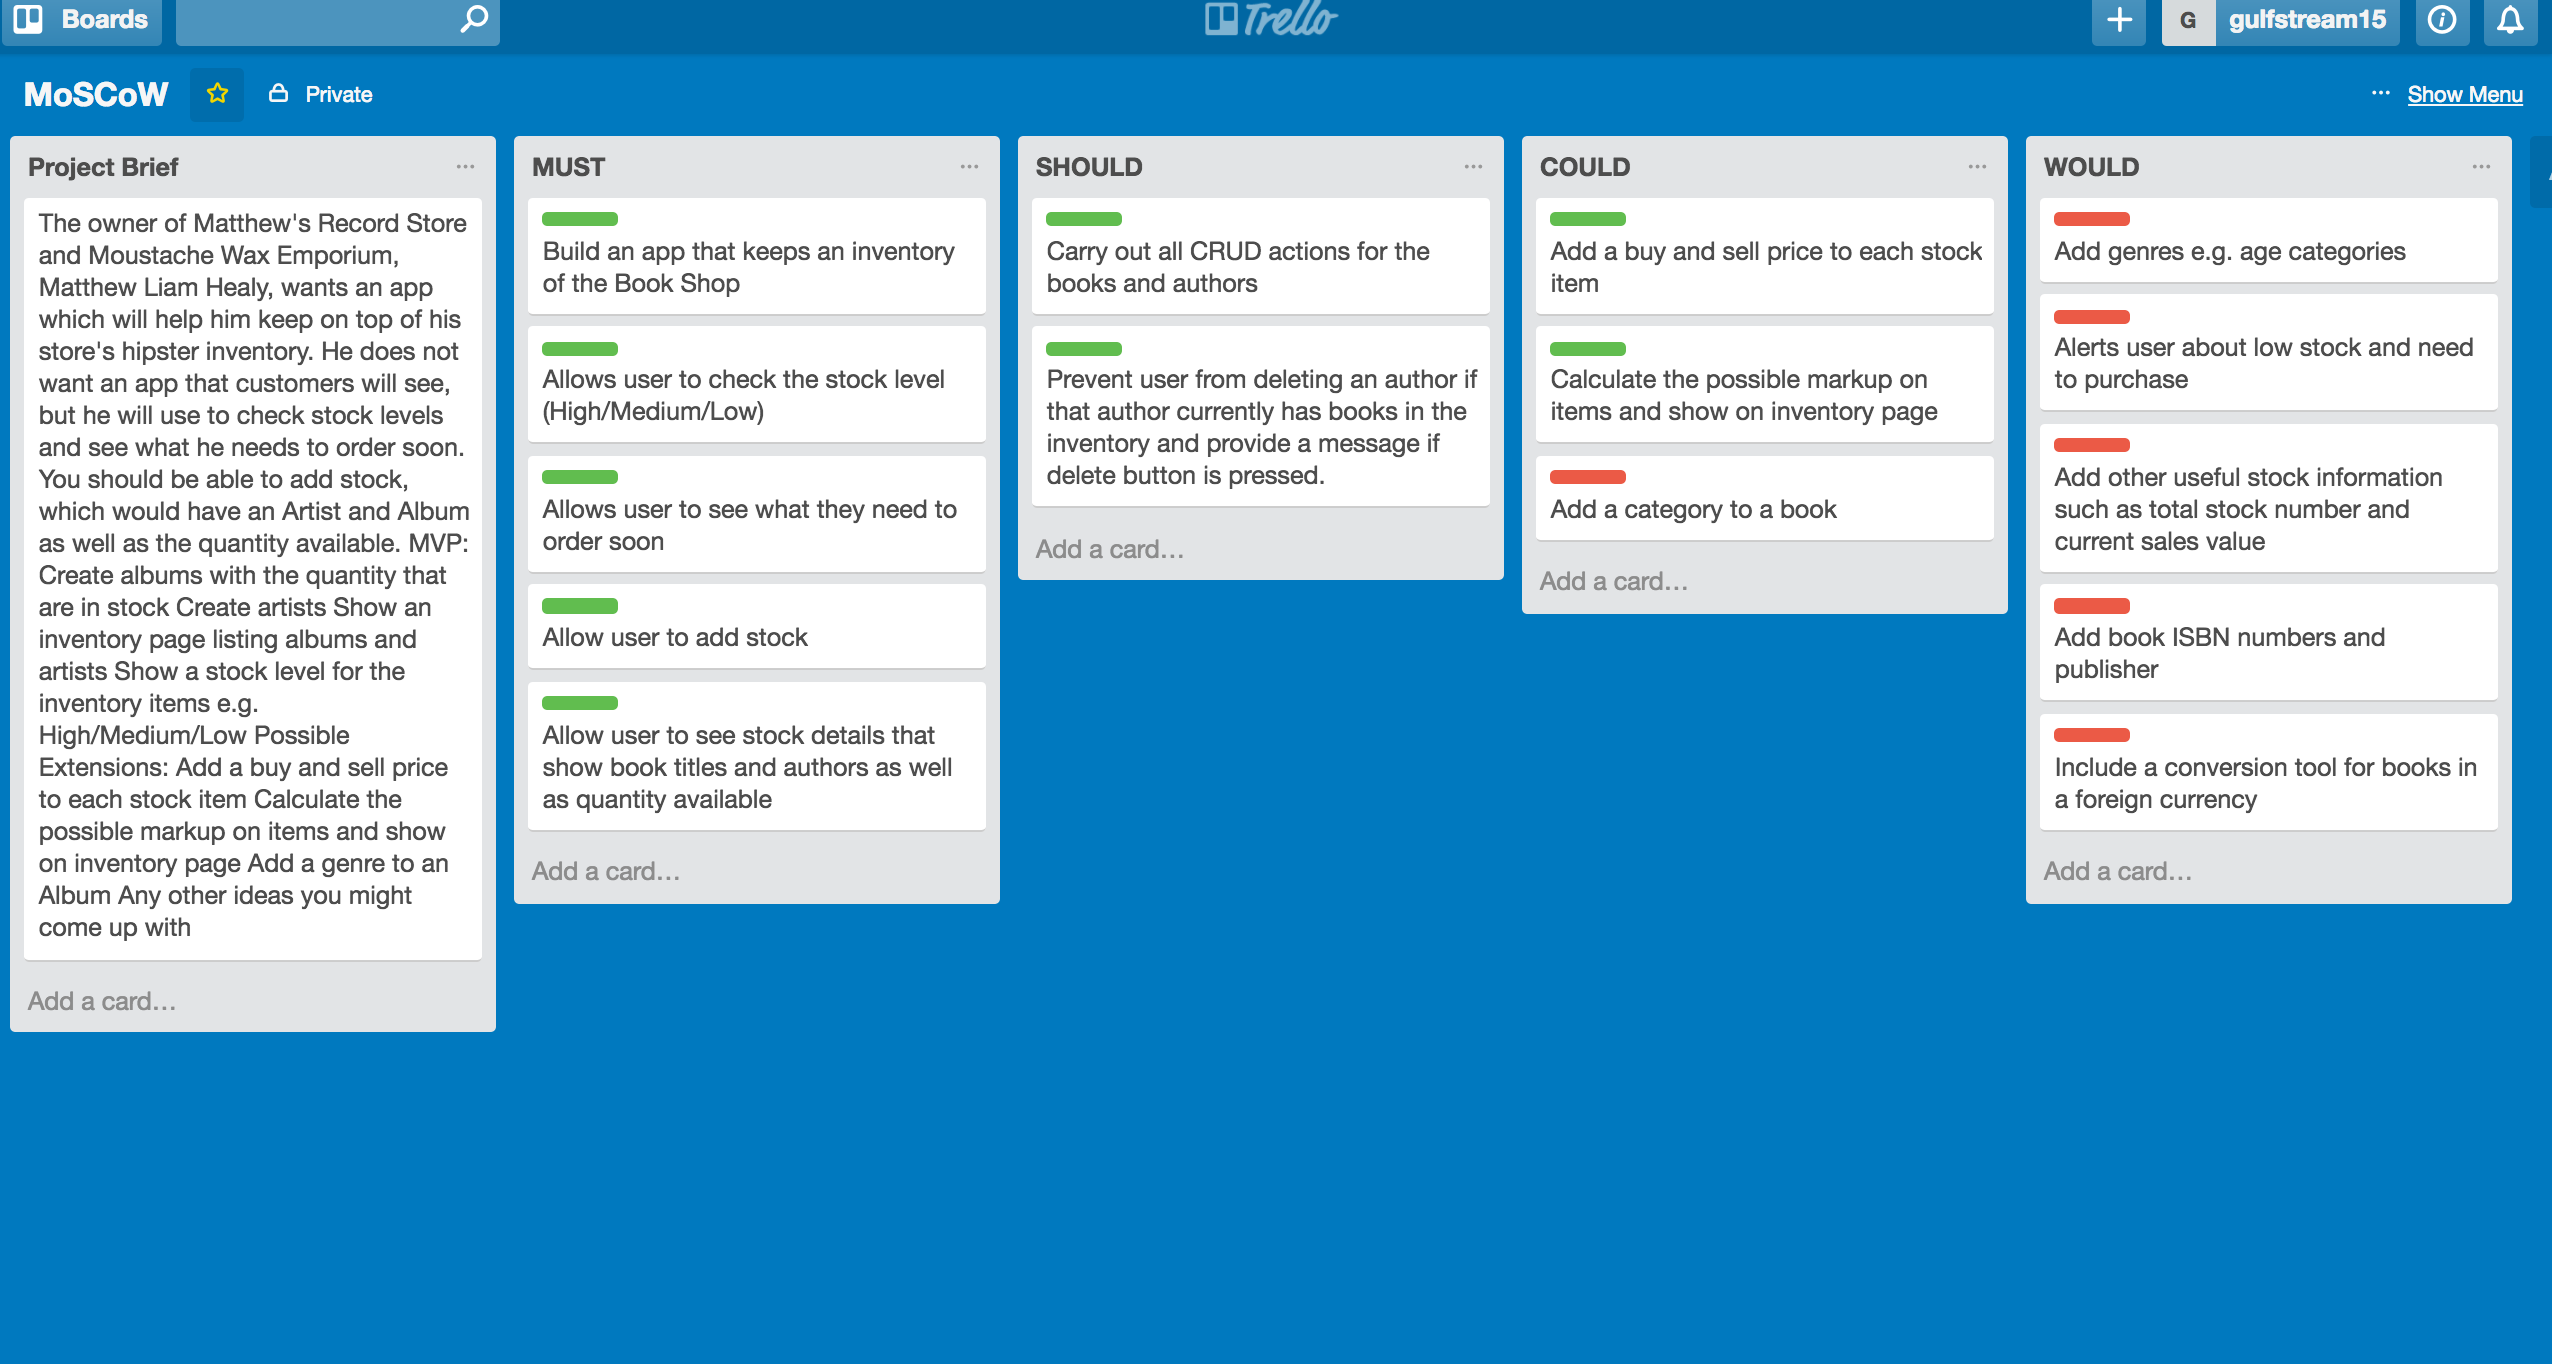 Boards
Trello
G
gulfstream15
MoSCoW
Private
... Show Menu
Project Brief
...
The owner of Matthew's Record Store
and Moustache Wax Emporium,
Matthew Liam Healy, wants an app
which will help him keep on top of his
store's hipster inventory. He does not
want an app that customers will see,
but he will use to check stock levels
and see what he needs to order soon.
You should be able to add stock,
which would have an Artist and Album
as well as the quantity available. MVP:
Create albums with the quantity that
are in stock Create artists Show an
inventory page listing albums and
artists Show a stock level for the
inventory items e.g.
High/Medium/Low Possible
Extensions: Add a buy and sell price
to each stock item Calculate the
possible markup on items and show
on inventory page Add a genre to an
Album Any other ideas you might
come up with
Add a card...
MUST
...
Build an app that keeps an inventory
of the Book Shop
Allows user to check the stock level
(High/Medium/Low)
Allows user to see what they need to
order soon
Allow user to add stock
Allow user to see stock details that
show book titles and authors as well
as quantity available
Add a card...
SHOULD
...
Carry out all CRUD actions for the
books and authors
Prevent user from deleting an author if
that author currently has books in the
inventory and provide a message if
delete button is pressed.
Add a card...
COULD
...
Add a buy and sell price to each stock
item
Calculate the possible markup on
items and show on inventory page
Add a category to a book
Add a card...
WOULD
...
Add genres e.g. age categories
Alerts user about low stock and need
to purchase
Add other useful stock information
such as total stock number and
current sales value
Add book ISBN numbers and
publisher
Include a conversion tool for books in
a foreign currency
Add a card...